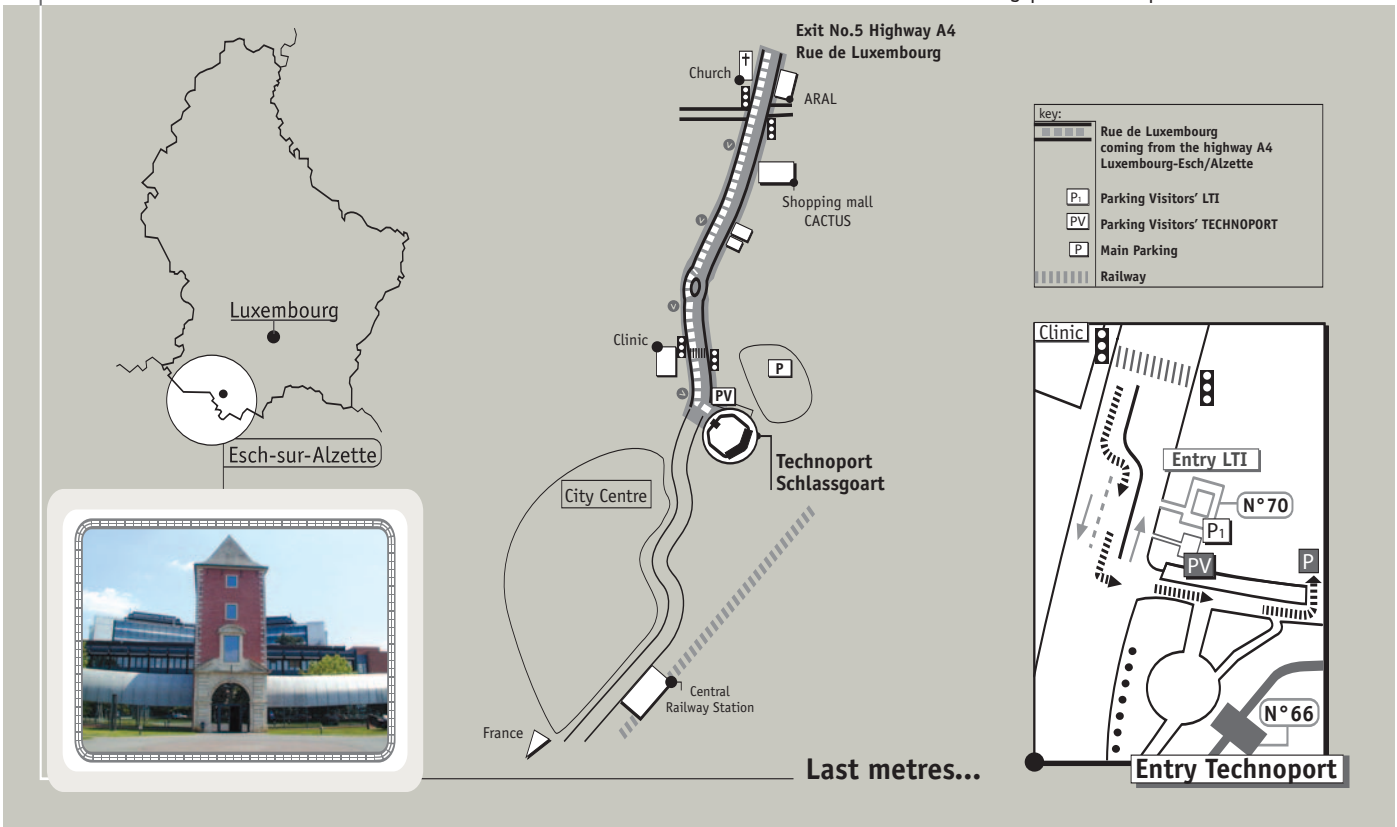 Exit No.5 Highway A4
Rue de Luxembourg
Church
ARAL
Shopping mall
CACTUS
Clinic
P
PV
Technoport
Schlassgoart
City Centre
Central
Railway Station
France
Luxembourg
Esch-sur-Alzette
key:
Rue de Luxembourg
coming from the highway A4
Luxembourg-Esch/Alzette
P1 Parking Visitors' LTI
PV Parking Visitors' TECHNOPORT
P Main Parking
Railway
Clinic
Entry LTI
N°70
P1
PV
P
N°66
Entry Technoport
Last metres...